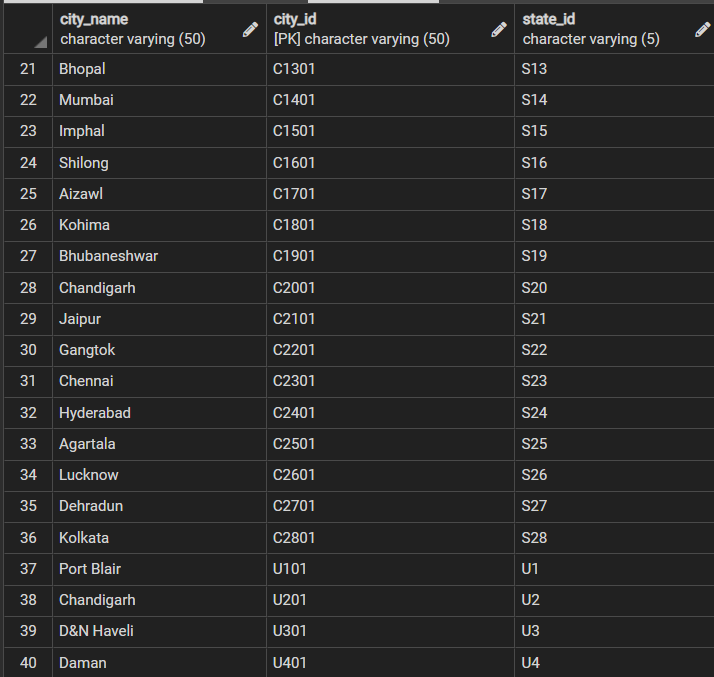 city_name city_id state_id
character varying (50) [PK] character varying (50) character varying (5)
21 Bhopal C1301 S13
22 Mumbai C1401 S14
23 Imphal C1501 S15
24 Shilong C1601 S16
25 Aizawl C1701 S17
26 Kohima C1801 S18
27 Bhubaneshwar C1901 S19
28 Chandigarh C2001 S20
29 Jaipur C2101 S21
30 Gangtok C2201 S22
31 Chennai C2301 S23
32 Hyderabad C2401 S24
33 Agartala C2501 S25
34 Lucknow C2601 S26
35 Dehradun C2701 S27
36 Kolkata C2801 S28
37 Port Blair U101 U1
38 Chandigarh U201 U2
39 D&N Haveli U301 U3
40 Daman U401 U4